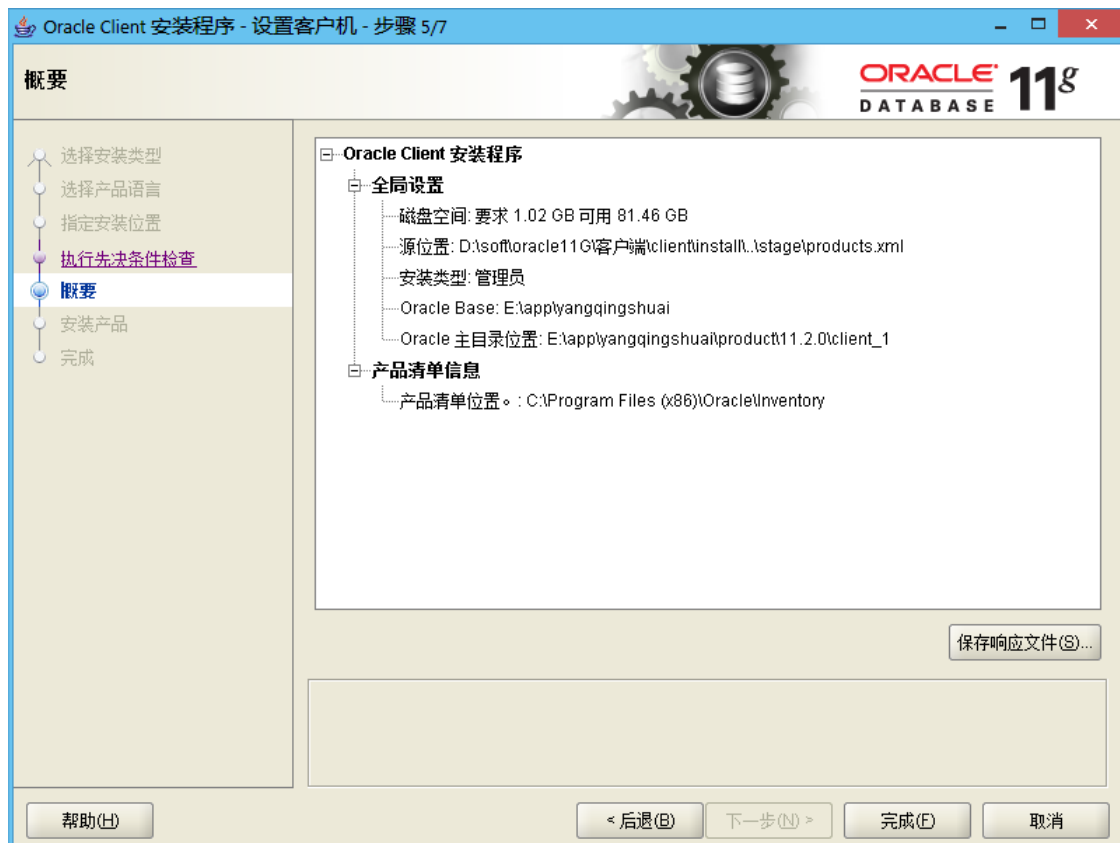 Oracle Client 安装程序 - 设置客户机 - 步骤 5/7
概要
ORACLE 11g
DATABASE
选择安装类型
选择产品语言
指定安装位置
执行先决条件检查
概要
安装产品
完成
Oracle Client 安装程序
全局设置
磁盘空间: 要求 1.02 GB 可用 81.46 GB
源位置: D:\soft\oracle11G\客户端\client\install\..\stage\products.xml
安装类型: 管理员
Oracle Base: E:\app\yangqingshuai
Oracle 主目录位置: E:\app\yangqingshuai\product\11.2.0\client_1
产品清单信息
产品清单位置。: C:\Program Files (x86)\Oracle\Inventory
保存响应文件(S)...
帮助(H)
< 后退(B)
下一步(N) >
完成(F)
取消